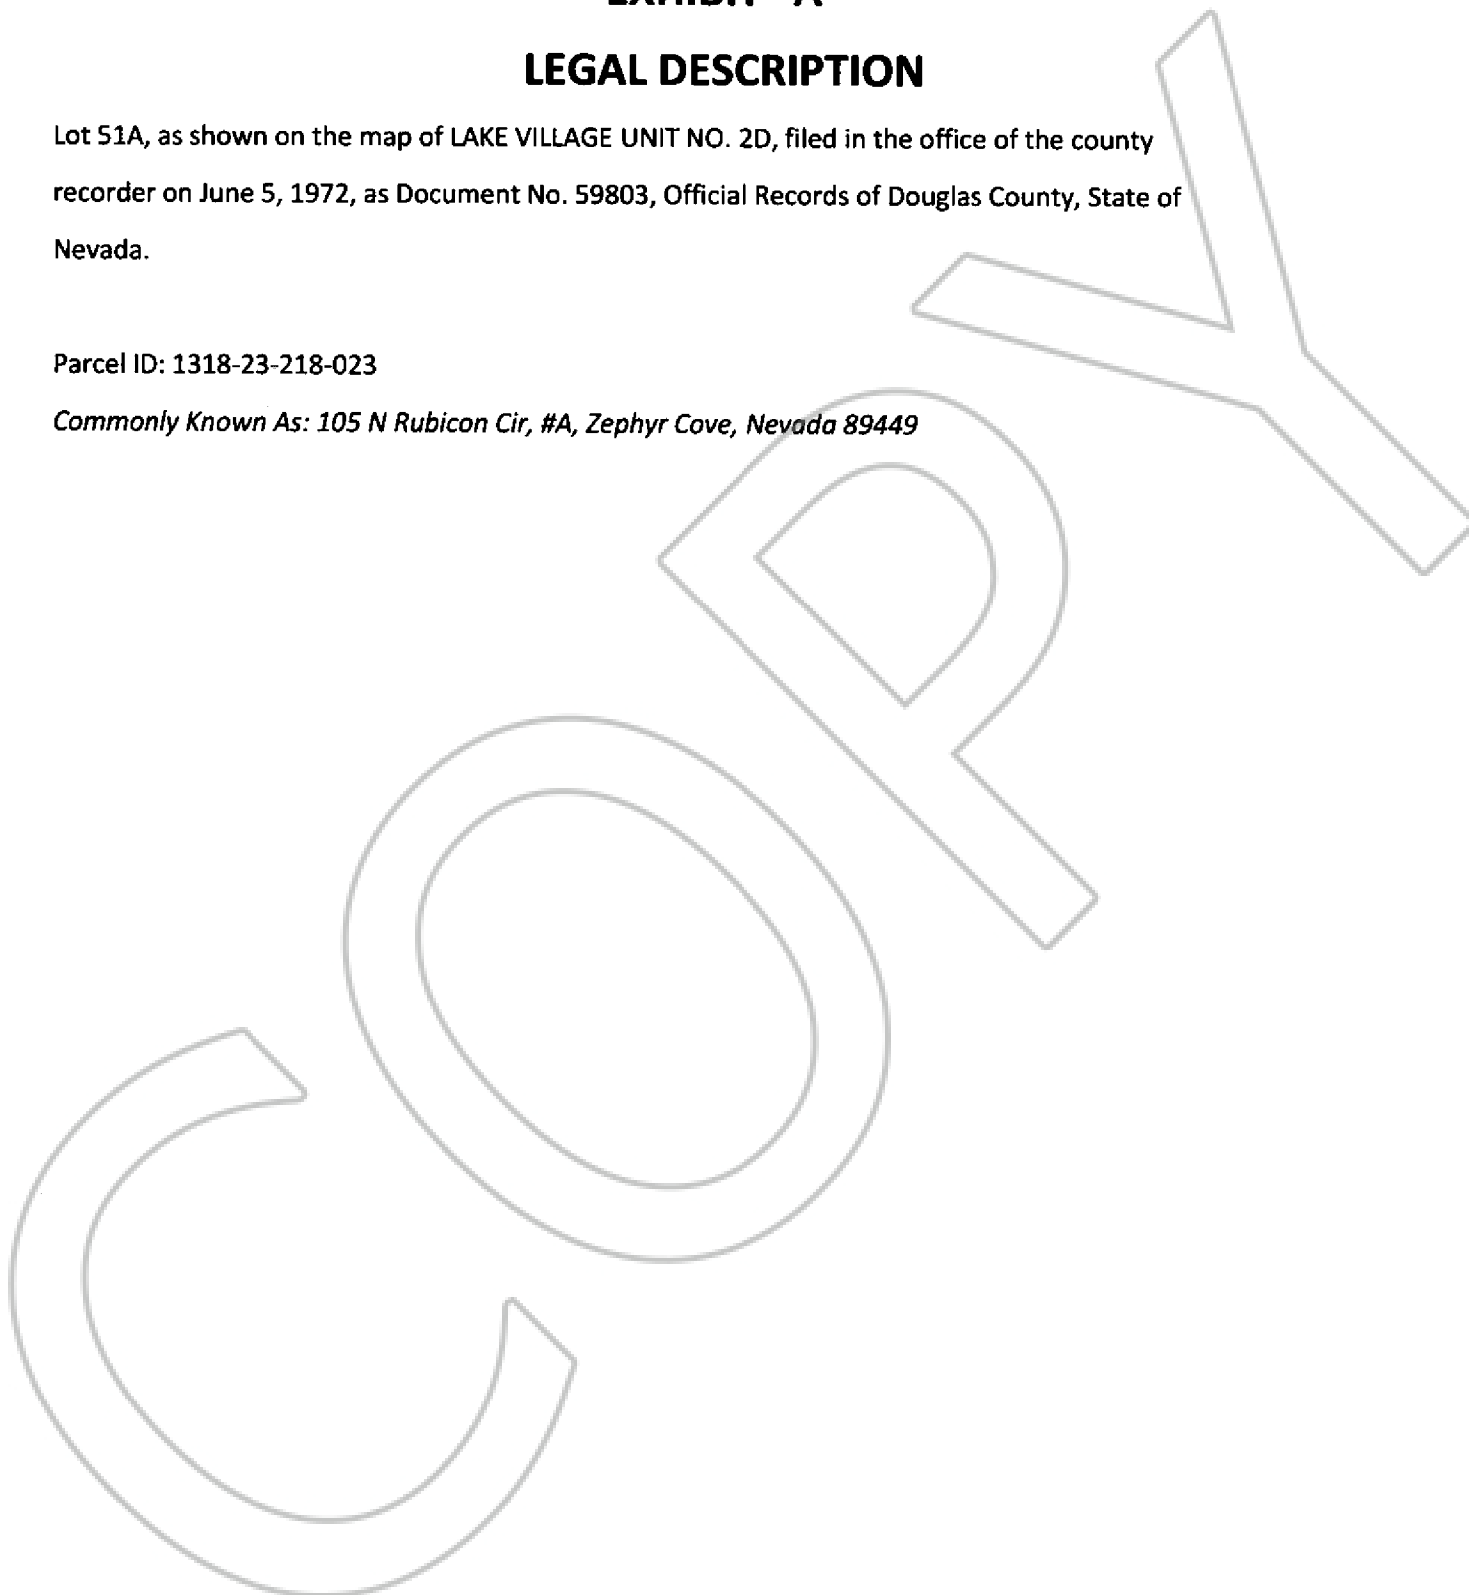 EXHIBIT "A"
LEGAL DESCRIPTION
Lot 51A, as shown on the map of LAKE VILLAGE UNIT NO. 2D, filed in the office of the county
recorder on June 5, 1972, as Document No. 59803, Official Records of Douglas County, State of
Nevada.
Parcel ID: 1318-23-218-023
Commonly Known As: 105 N Rubicon Cir, #A, Zephyr Cove, Nevada 89449
COPY